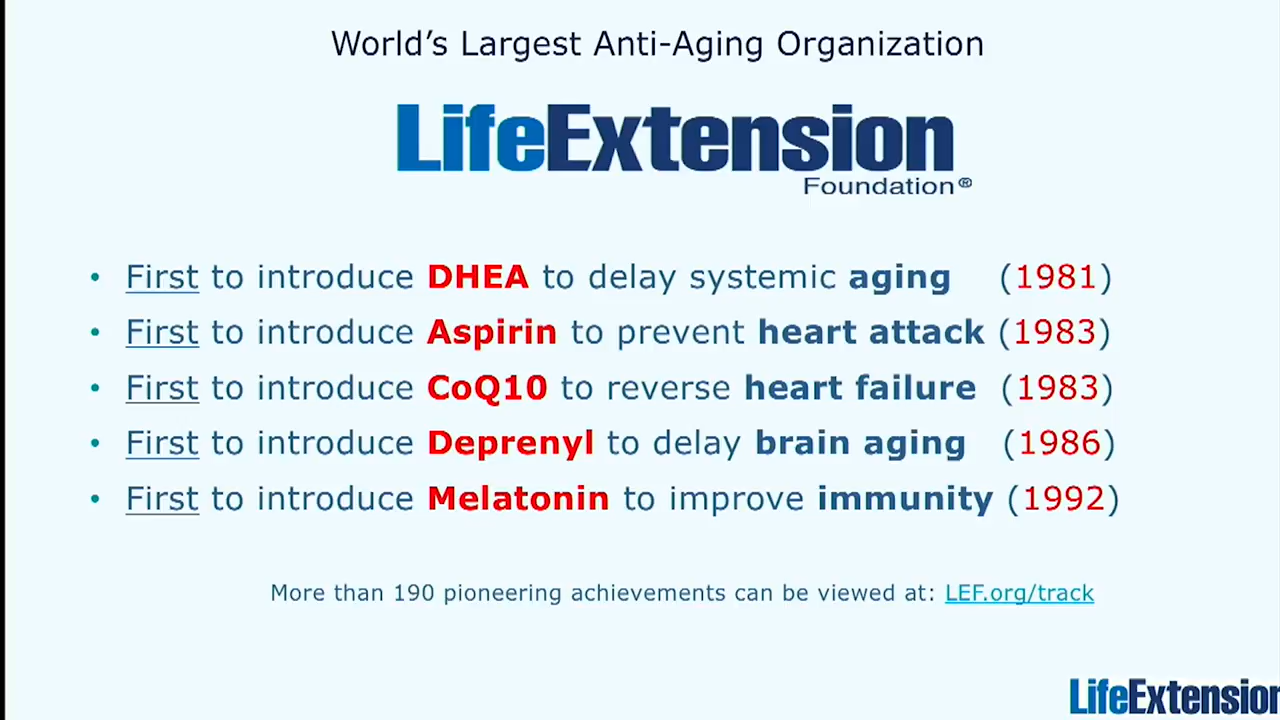 World's Largest Anti-Aging Organization
LifeExtension
Foundation®
• First to introduce DHEA to delay systemic aging (1981)
• First to introduce Aspirin to prevent heart attack (1983)
• First to introduce CoQ10 to reverse heart failure (1983)
• First to introduce Deprenyl to delay brain aging (1986)
• First to introduce Melatonin to improve immunity (1992)
More than 190 pioneering achievements can be viewed at: LEF.org/track
LifeExtension